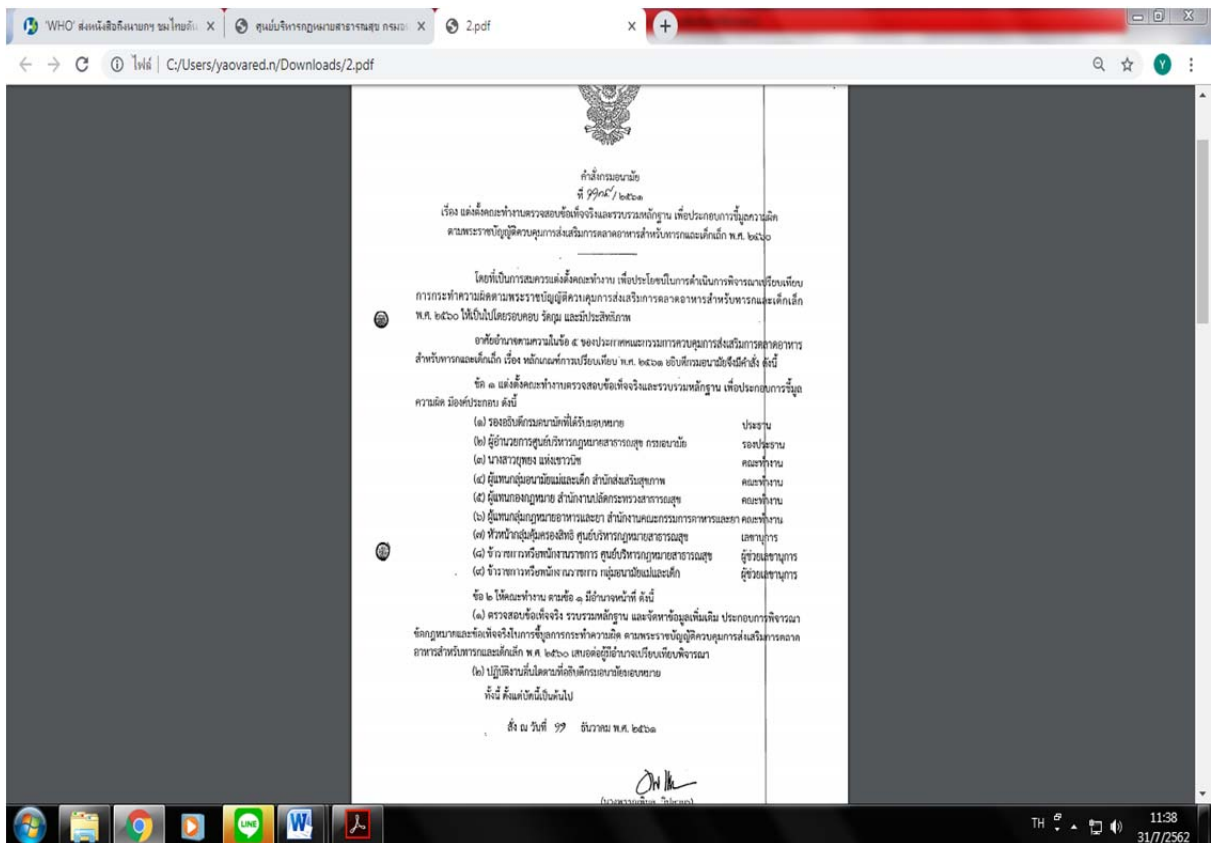 'WHO' ส่งหนังสือถึงนายกฯ ชมไทยดัน
ศูนย์บริหารกฎหมายสาธารณสุข กรมอน
2.pdf
ไฟล์ | C:/Users/yaovared.n/Downloads/2.pdf
Y
คำสั่งกรมอนามัย
ที่ /๒๕๖๑
เรื่อง แต่งตั้งคณะทำงานตรวจสอบข้อเท็จจริงและรวบรวมหลักฐาน เพื่อประกอบการชี้มูลความผิด
ตามพระราชบัญญัติควบคุมการส่งเสริมการตลาดอาหารสำหรับทารกและเด็กเล็ก พ.ศ. ๒๕๖๐
โดยที่เป็นการสมควรแต่งตั้งคณะทำงาน เพื่อประโยชน์ในการดำเนินการพิจารณาเปรียบเทียบ
การกระทำความผิดตามพระราชบัญญัติควบคุมการส่งเสริมการตลาดอาหารสำหรับทารกและเด็กเล็ก
พ.ศ. ๒๕๖๐ ให้เป็นไปโดยรอบคอบ รัดกุม และมีประสิทธิภาพ
อาศัยอำนาจตามความในข้อ ๕ ของประกาศคณะกรรมการควบคุมการส่งเสริมการตลาดอาหาร
สำหรับทารกและเด็กเล็ก เรื่อง หลักเกณฑ์การเปรียบเทียบ พ.ศ. ๒๕๖๑ อธิบดีกรมอนามัยจึงมีคำสั่ง ดังนี้
ข้อ ๑ แต่งตั้งคณะทำงานตรวจสอบข้อเท็จจริงและรวบรวมหลักฐาน เพื่อประกอบการชี้มูล
ความผิด มีองค์ประกอบ ดังนี้
(๑) รองอธิบดีกรมอนามัยที่ได้รับมอบหมาย ประธาน
(๒) ผู้อำนวยการศูนย์บริหารกฎหมายสาธารณสุข กรมอนามัย รองประธาน
(๓) นางสาวยุพยง แห่งเชาวนิช คณะทำงาน
(๔) ผู้แทนกลุ่มอนามัยแม่และเด็ก สำนักส่งเสริมสุขภาพ คณะทำงาน
(๕) ผู้แทนกองกฎหมาย สำนักงานปลัดกระทรวงสาธารณสุข คณะทำงาน
(๖) ผู้แทนกลุ่มกฎหมายอาหารและยา สำนักงานคณะกรรมการอาหารและยา คณะทำงาน
(๗) หัวหน้ากลุ่มคุ้มครองสิทธิ ศูนย์บริหารกฎหมายสาธารณสุข เลขานุการ
(๘) ข้าราชการหรือพนักงานราชการ ศูนย์บริหารกฎหมายสาธารณสุข ผู้ช่วยเลขานุการ
(๙) ข้าราชการหรือพนักงานราชการ กลุ่มอนามัยแม่และเด็ก ผู้ช่วยเลขานุการ
ข้อ ๒ ให้คณะทำงาน ตามข้อ ๑ มีอำนาจหน้าที่ ดังนี้
(๑) ตรวจสอบข้อเท็จจริง รวบรวมหลักฐาน และจัดหาข้อมูลเพิ่มเติม ประกอบการพิจารณา
ข้อกฎหมายและข้อเท็จจริงในการชี้มูลการกระทำความผิด ตามพระราชบัญญัติควบคุมการส่งเสริมการตลาด
อาหารสำหรับทารกและเด็กเล็ก พ.ศ. ๒๕๖๐ เสนอต่อผู้มีอำนาจเปรียบเทียบพิจารณา
(๒) ปฏิบัติงานอื่นใดตามที่อธิบดีกรมอนามัยมอบหมาย
ทั้งนี้ ตั้งแต่บัดนี้เป็นต้นไป
สั่ง ณ วันที่ ๑๑ ธันวาคม พ.ศ. ๒๕๖๑
LINE
W
TH
11:38
31/7/2562